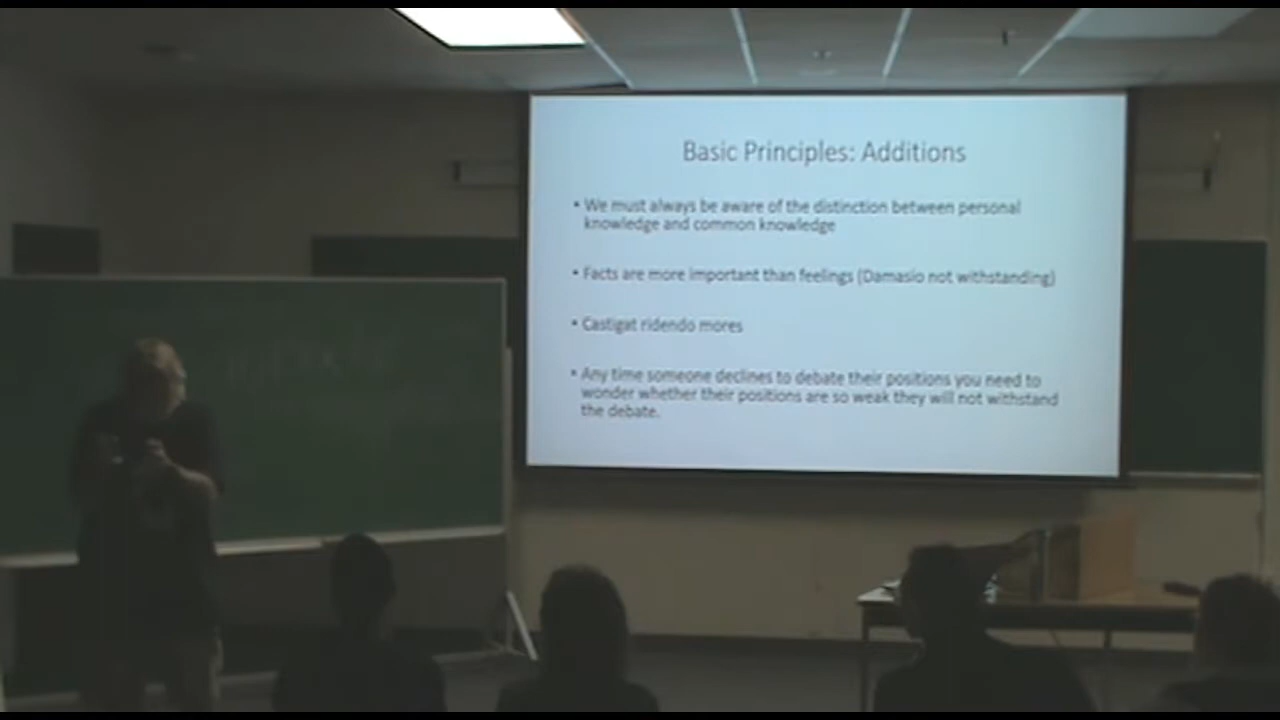 Basic Principles: Additions
• We must always be aware of the distinction between personal
knowledge and common knowledge
• Facts are more important than feelings (Damasio not withstanding)
• Castigat ridendo mores
• Any time someone declines to debate their positions you need to
wonder whether their positions are so weak they will not withstand
the debate.